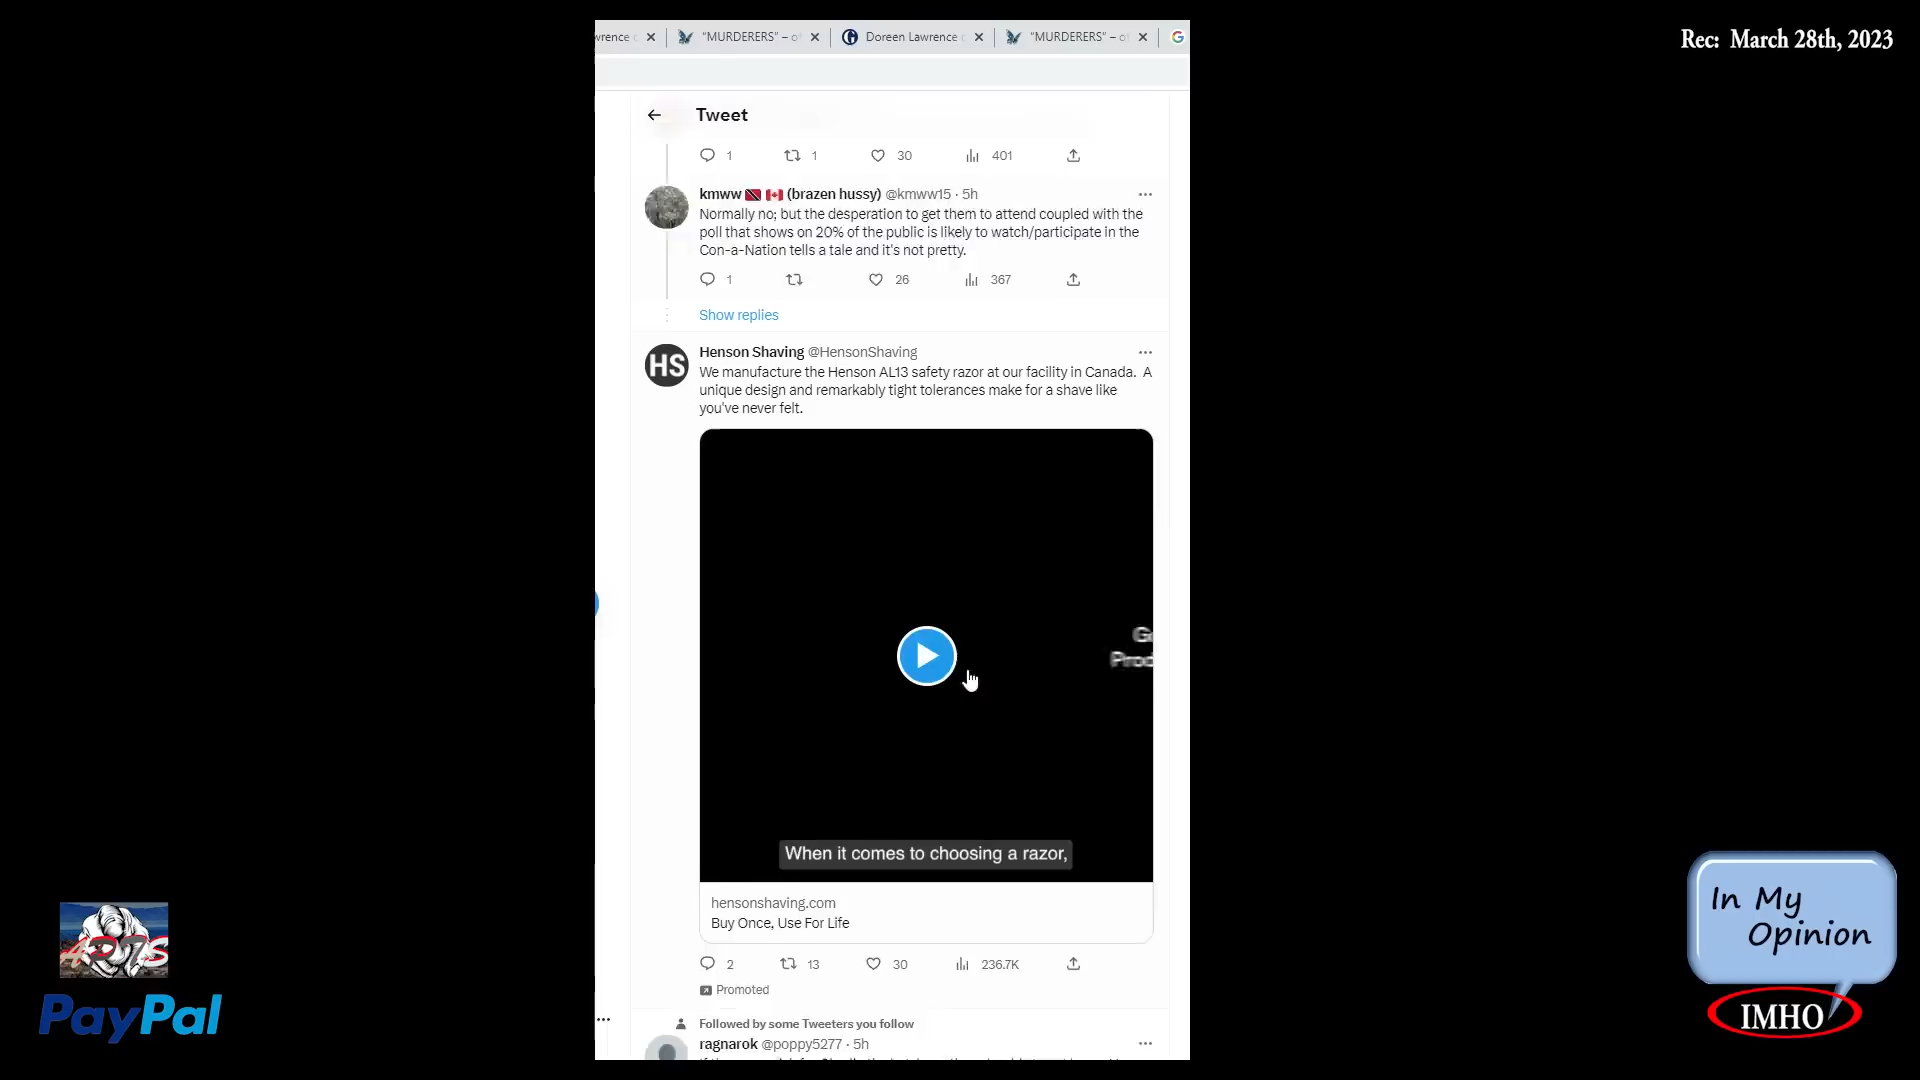 Rec: March 28th, 2023
wrence
"MURDERERS" – of
Doreen Lawrence
"MURDERERS" – of
Tweet
1 1 30 401
kmww (brazen hussy) @kmww15 · 5h
Normally no; but the desperation to get them to attend coupled with the
poll that shows on 20% of the public is likely to watch/participate in the
Con-a-Nation tells a tale and it's not pretty.
1 26 367
Show replies
HS
Henson Shaving @HensonShaving
We manufacture the Henson AL13 safety razor at our facility in Canada. A
unique design and remarkably tight tolerances make for a shave like
you've never felt.
When it comes to choosing a razor,
hensonshaving.com
Buy Once, Use For Life
2 13 30 236.7K
Promoted
Followed by some Tweeters you follow
ragnarok @poppy5277 · 5h
PayPal
In My
Opinion
IMHO